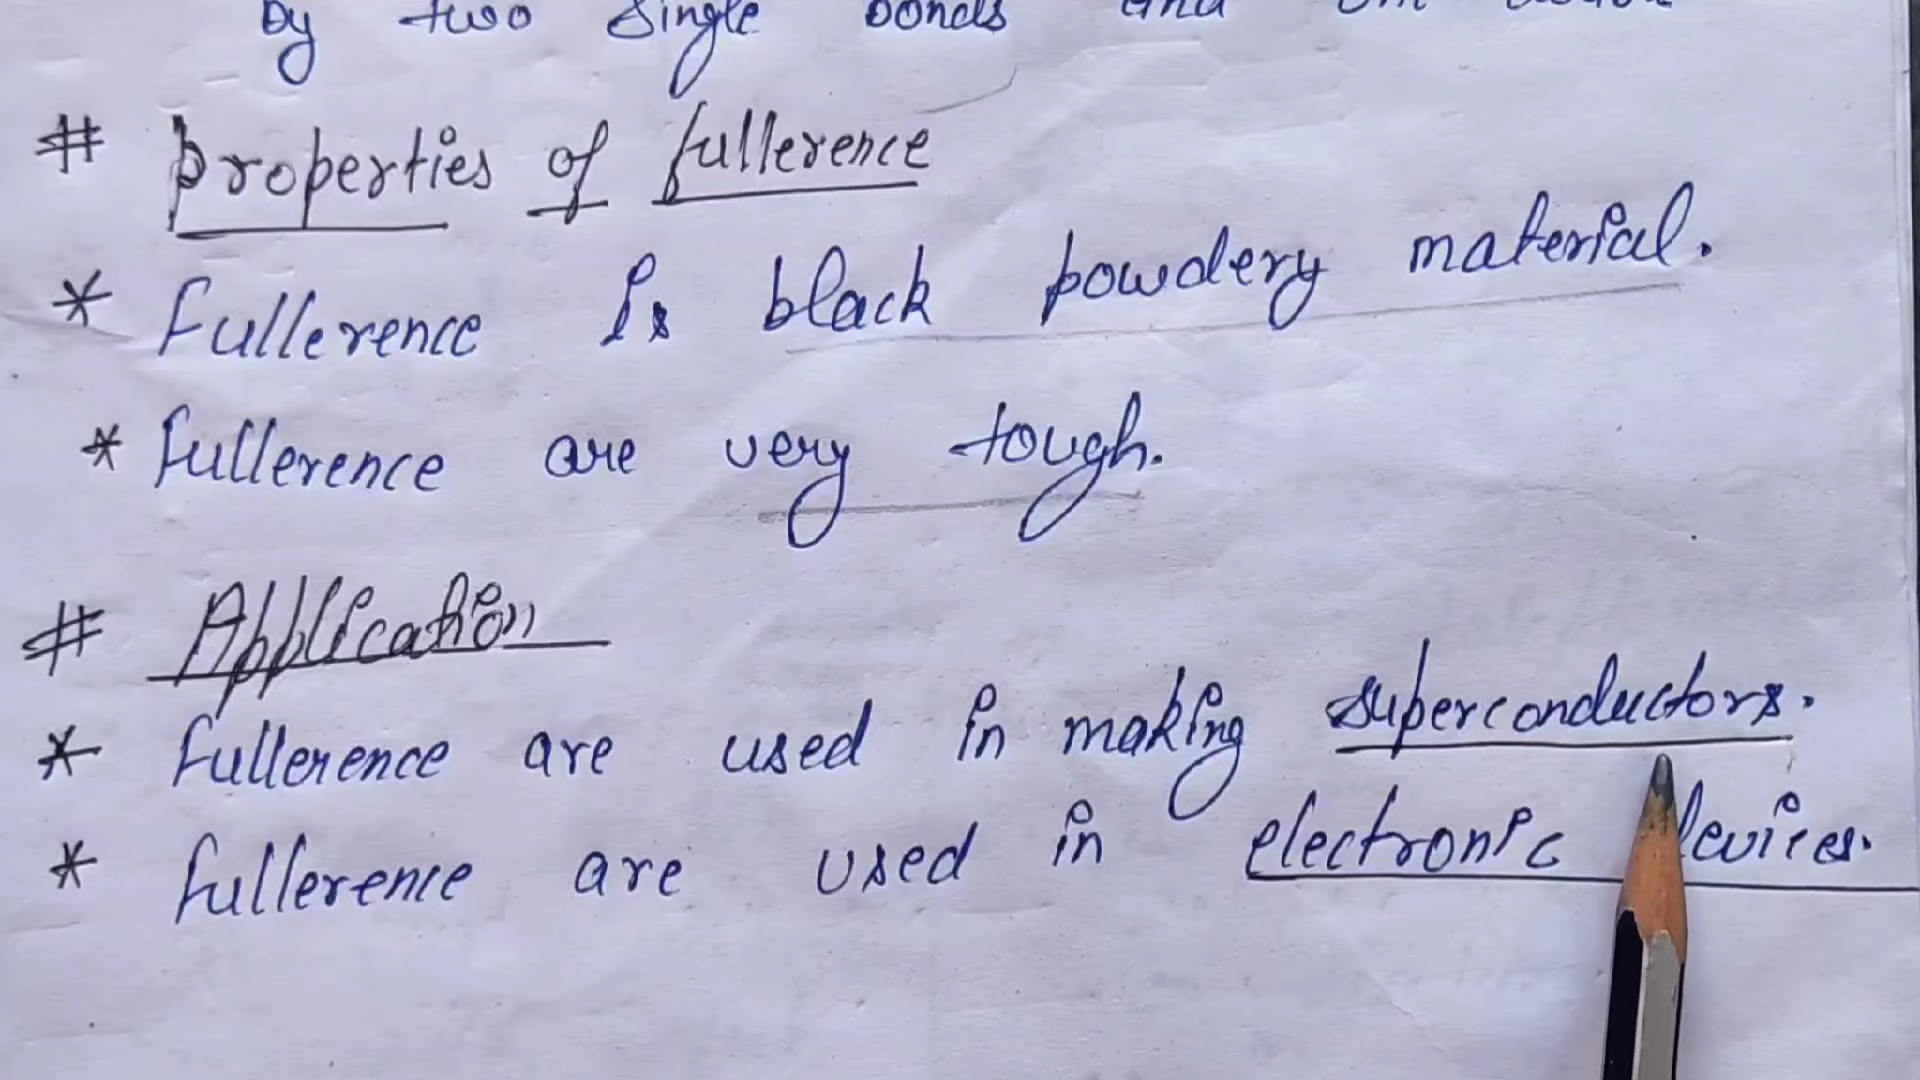 by two single bonds and
# Properties of fullerence
* Fullerence is black powdery material.
* Fullerence are very tough.
# Application
* Fullerence are used in making superconductors.
* Fullerence are used in electronic devices.